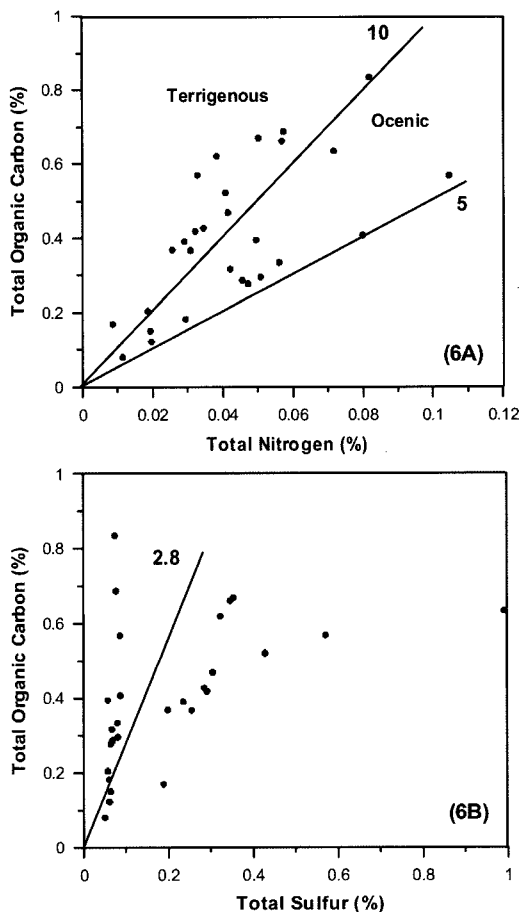 1
0.8
0.6
0.4
0.2
0
Total Organic Carbon (%)
10
Terrigenous
Ocenic
5
(6A)
0 0.02 0.04 0.06 0.08 0.1 0.12
Total Nitrogen (%)
1
0.8
0.6
0.4
0.2
0
Total Organic Carbon (%)
2.8
(6B)
0 0.2 0.4 0.6 0.8 1
Total Sulfur (%)